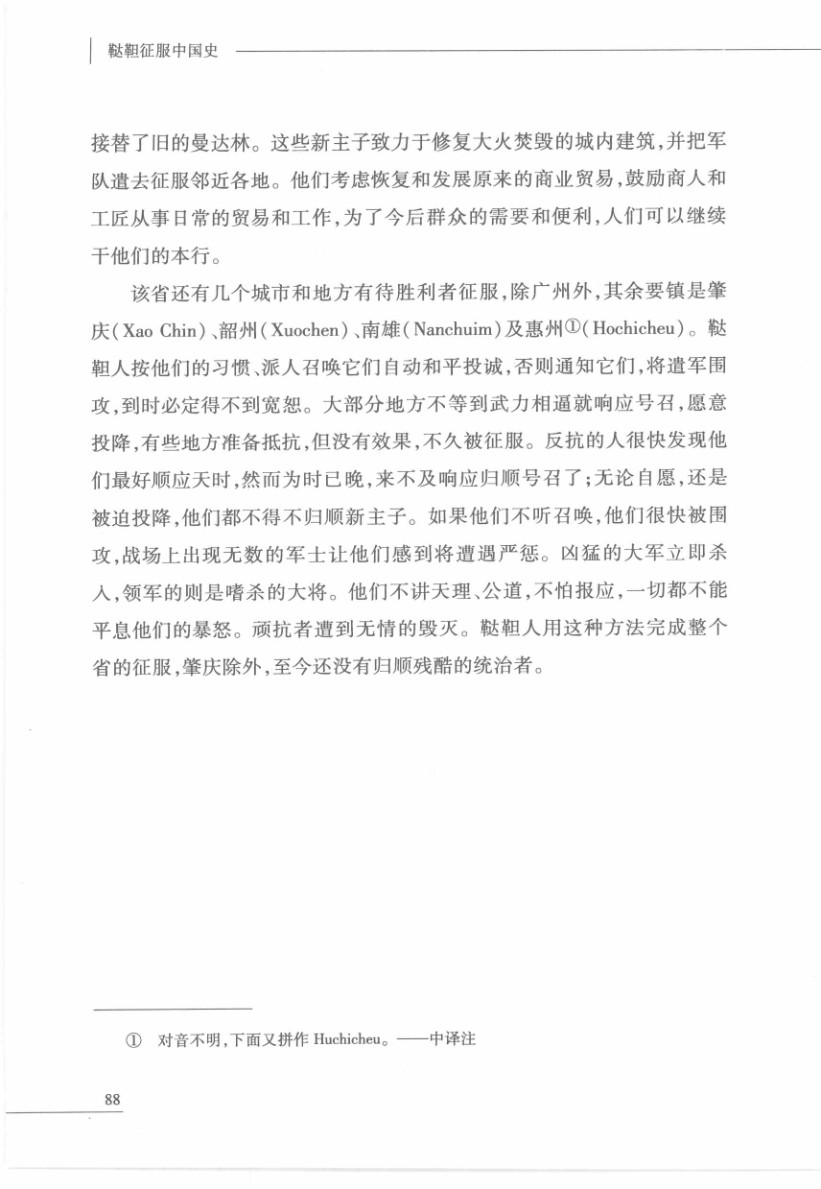 鞑靼征服中国史
接替了旧的曼达林。这些新主子致力于修复大火焚毁的城内建筑,并把军
队遣去征服邻近各地。他们考虑恢复和发展原来的商业贸易,鼓励商人和
工匠从事日常的贸易和工作,为了今后群众的需要和便利,人们可以继续
干他们的本行。
该省还有几个城市和地方有待胜利者征服,除广州外,其余要镇是肇
庆(Xao Chin)、韶州(Xuochen)、南雄(Nanchuim)及惠州①(Hochicheu)。鞑
靼人按他们的习惯、派人召唤它们自动和平投诚,否则通知它们,将遣军围
攻,到时必定得不到宽恕。大部分地方不等到武力相逼就响应号召,愿意
投降,有些地方准备抵抗,但没有效果,不久被征服。反抗的人很快发现他
们最好顺应天时,然而为时已晚,来不及响应归顺号召了;无论自愿,还是
被迫投降,他们都不得不归顺新主子。如果他们不听召唤,他们很快被围
攻,战场上出现无数的军士让他们感到将遭遇严惩。凶猛的大军立即杀
人,领军的则是嗜杀的大将。他们不讲天理、公道,不怕报应,一切都不能
平息他们的暴怒。顽抗者遭到无情的毁灭。鞑靼人用这种方法完成整个
省的征服,肇庆除外,至今还没有归顺残酷的统治者。
① 对音不明,下面又拼作 Huchicheu。——中译注
88